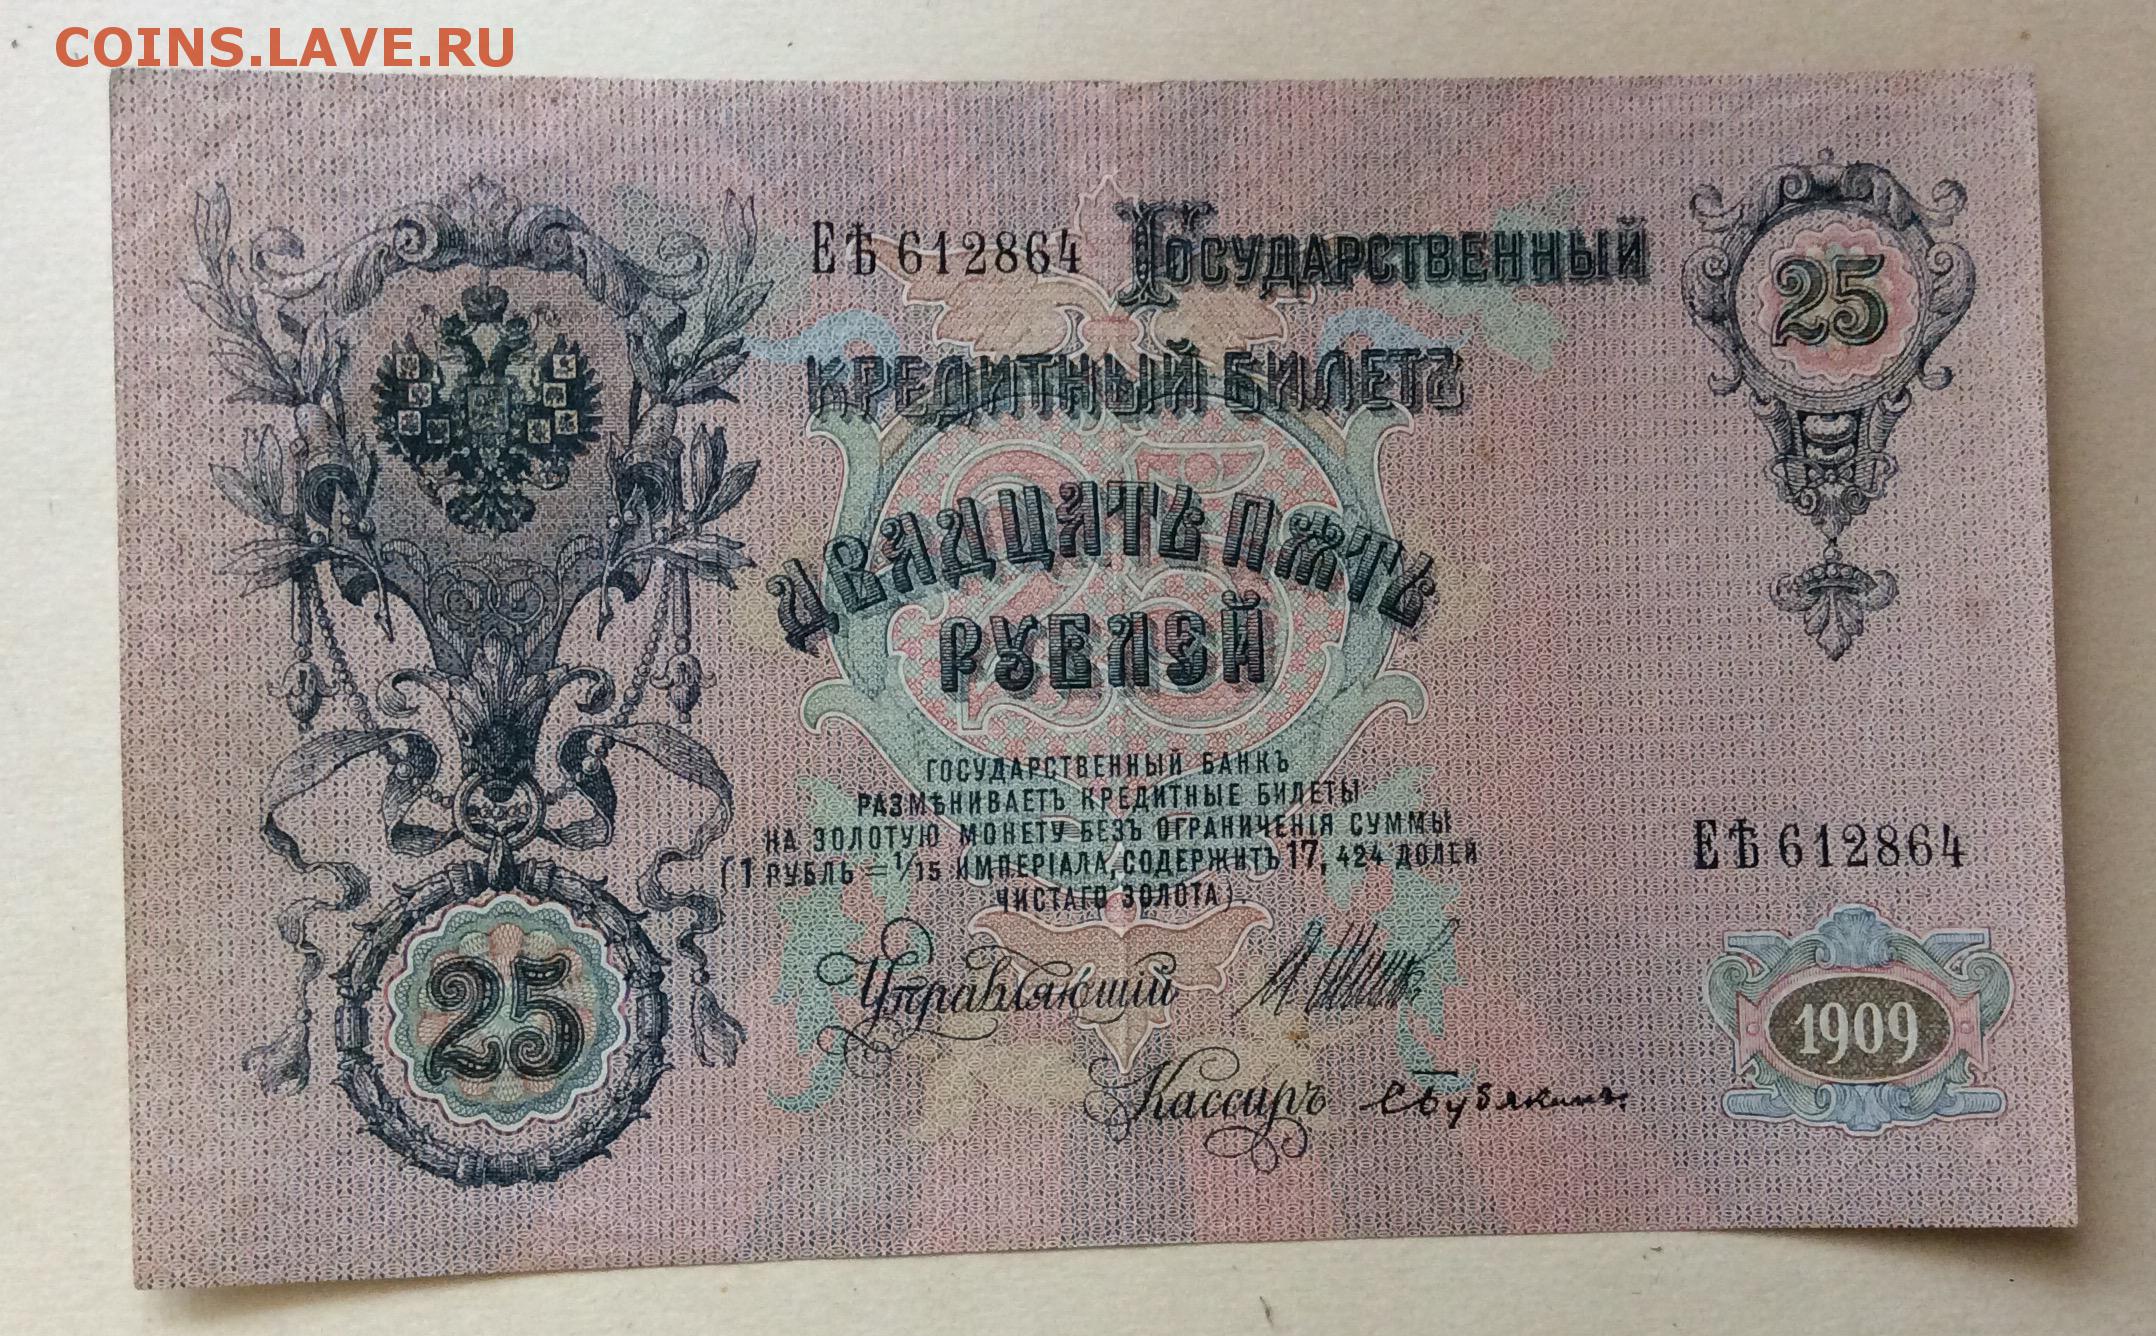 COINS.LAVE.RU
ЕѢ 612864 ГОСУДАРСТВЕННЫЙ
25
КРЕДИТНЫЙ БИЛЕТЪ
25
ДВАДЦАТЬ ПЯТЬ
РУБЛЕЙ
ГОСУДАРСТВЕННЫЙ БАНКЪ
РАЗМѢНИВАЕТЪ КРЕДИТНЫЕ БИЛЕТЫ
НА ЗОЛОТУЮ МОНЕТУ БЕЗЪ ОГРАНИЧЕНІЯ СУММЫ
(1 РУБЛЬ = 1/15 ИМПЕРІАЛА, СОДЕРЖИТЪ 17, 424 ДОЛЕЙ
ЧИСТАГО ЗОЛОТА).
ЕѢ 612864
Управляющій
25
1909
Кассиръ СБубякинъ